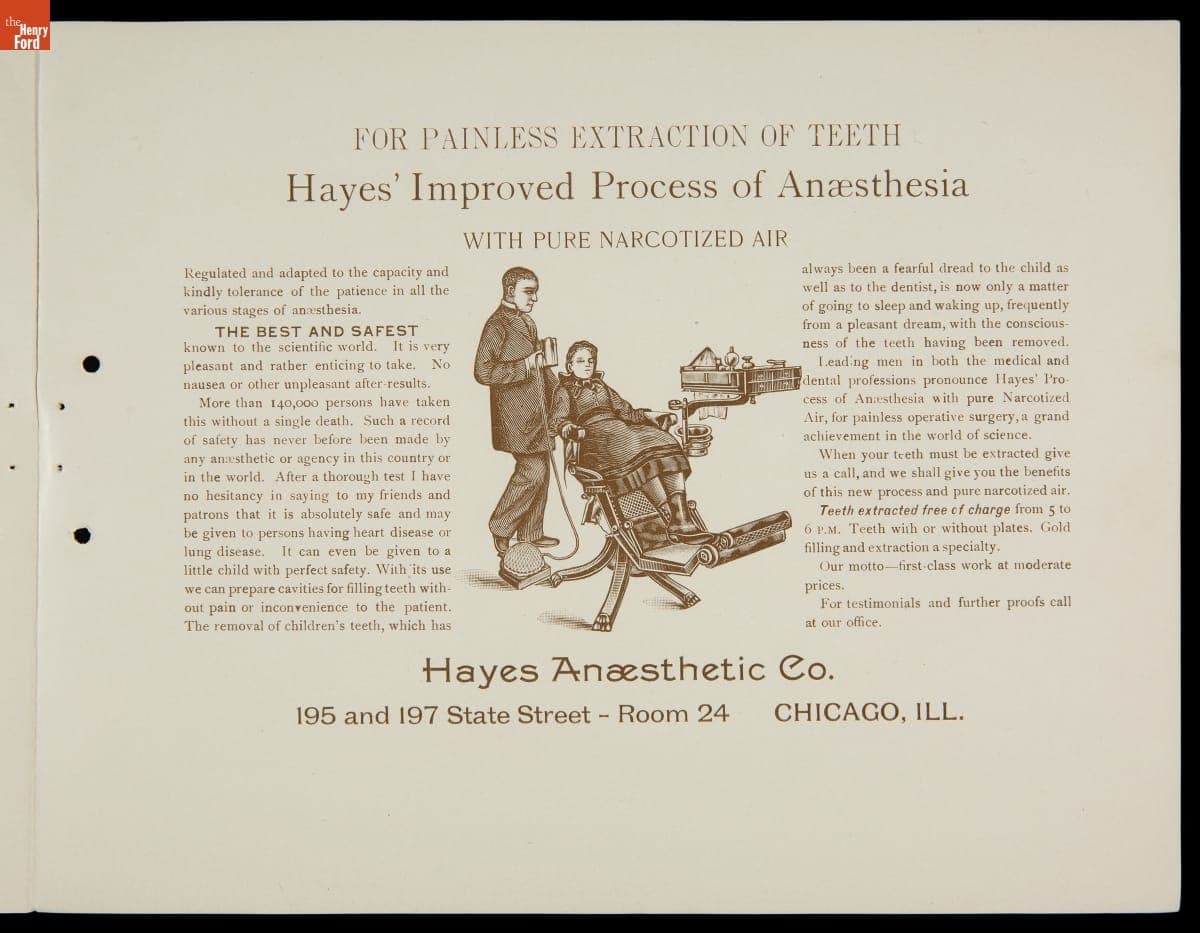 the
Henry
Ford
FOR PAINLESS EXTRACTION OF TEETH
Hayes' Improved Process of Anæsthesia
WITH PURE NARCOTIZED AIR
Regulated and adapted to the capacity and
kindly tolerance of the patience in all the
various stages of anæsthesia.
THE BEST AND SAFEST
known to the scientific world. It is very
pleasant and rather enticing to take. No
nausea or other unpleasant after-results.
More than 140,000 persons have taken
this without a single death. Such a record
of safety has never before been made by
any anæsthetic or agency in this country or
in the world. After a thorough test I have
no hesitancy in saying to my friends and
patrons that it is absolutely safe and may
be given to persons having heart disease or
lung disease. It can even be given to a
little child with perfect safety. With its use
we can prepare cavities for filling teeth with-
out pain or inconvenience to the patient.
The removal of children's teeth, which has
always been a fearful dread to the child as
well as to the dentist, is now only a matter
of going to sleep and waking up, frequently
from a pleasant dream, with the conscious-
ness of the teeth having been removed.
Leading men in both the medical and
dental professions pronounce Hayes' Pro-
cess of Anæsthesia with pure Narcotized
Air, for painless operative surgery, a grand
achievement in the world of science.
When your teeth must be extracted give
us a call, and we shall give you the benefits
of this new process and pure narcotized air.
Teeth extracted free of charge from 5 to
6 P.M. Teeth with or without plates. Gold
filling and extraction a specialty.
Our motto—first-class work at moderate
prices.
For testimonials and further proofs call
at our office.
Hayes Anæsthetic Co.
195 and 197 State Street - Room 24 CHICAGO, ILL.